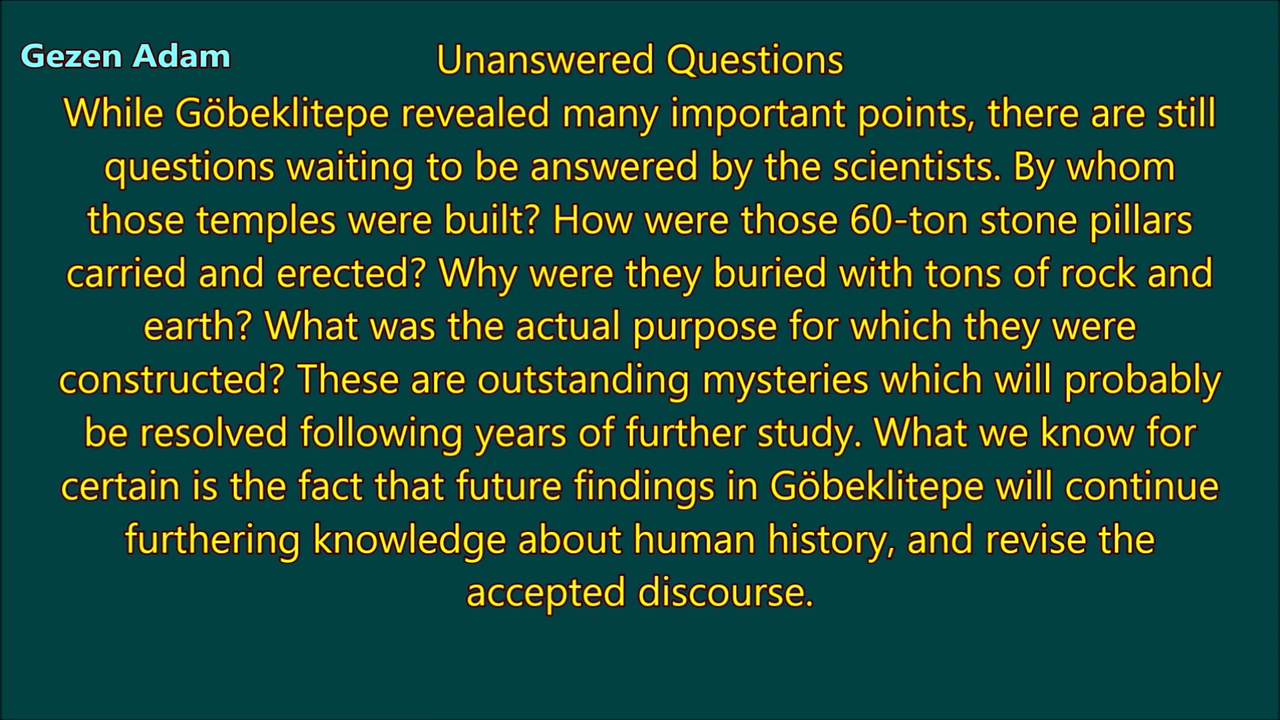 Gezen Adam
Unanswered Questions
While Göbeklitepe revealed many important points, there are still
questions waiting to be answered by the scientists. By whom
those temples were built? How were those 60-ton stone pillars
carried and erected? Why were they buried with tons of rock and
earth? What was the actual purpose for which they were
constructed? These are outstanding mysteries which will probably
be resolved following years of further study. What we know for
certain is the fact that future findings in Göbeklitepe will continue
furthering knowledge about human history, and revise the
accepted discourse.